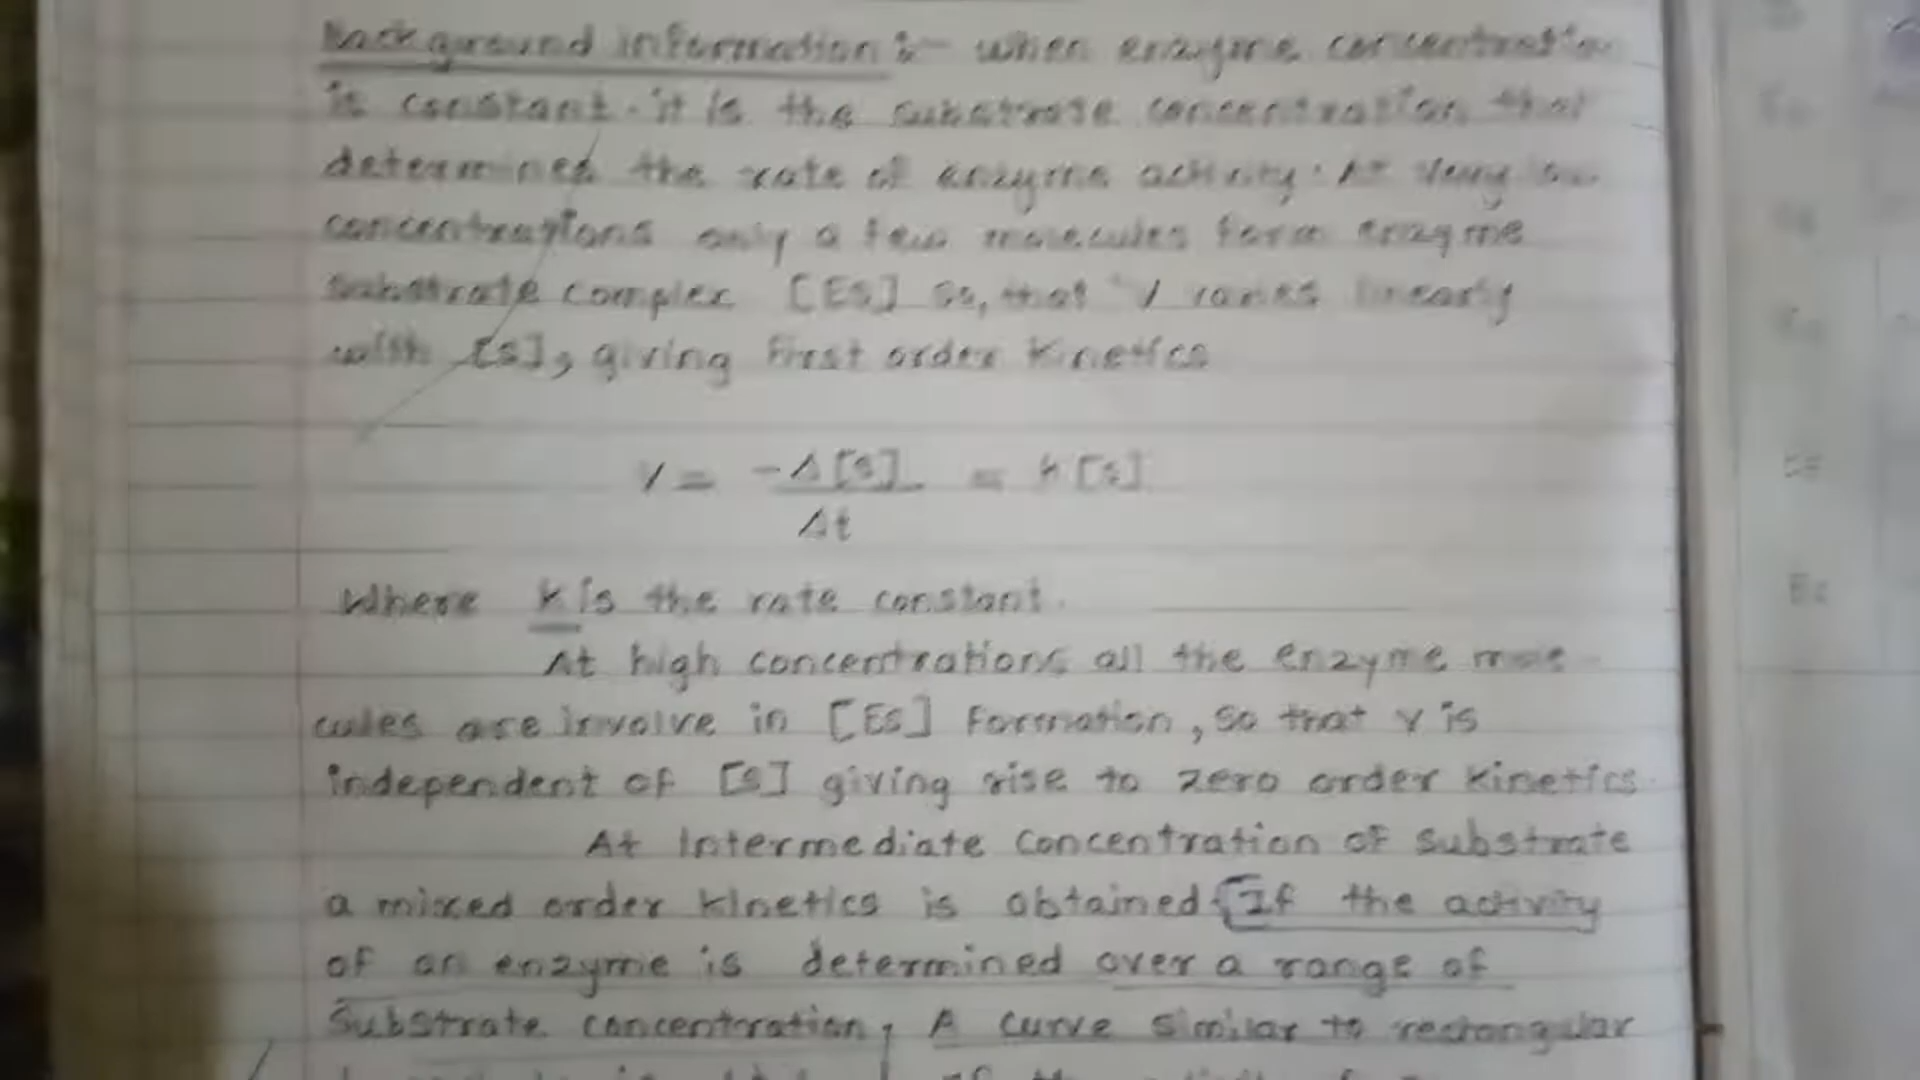 Background information :- when enzyme concentration
is constant. it is the substrate concentration that
determines the rate of enzyme activity. At very low
concentrations only a few molecules form enzyme
substrate complex [ES] so, that V varies linearly
with [S], giving First order kinetics
V = -Δ[S] = k[S]
Δt
Where k is the rate constant.
At high concentrations all the enzyme mole
cules are involve in [ES] Formation, so that V is
independent of [S] giving rise to zero order kinetics.
At Intermediate concentration of substrate
a mixed order kinetics is obtained. If the activity
of an enzyme is determined over a range of
Substrate concentration, A curve similar to rectangular